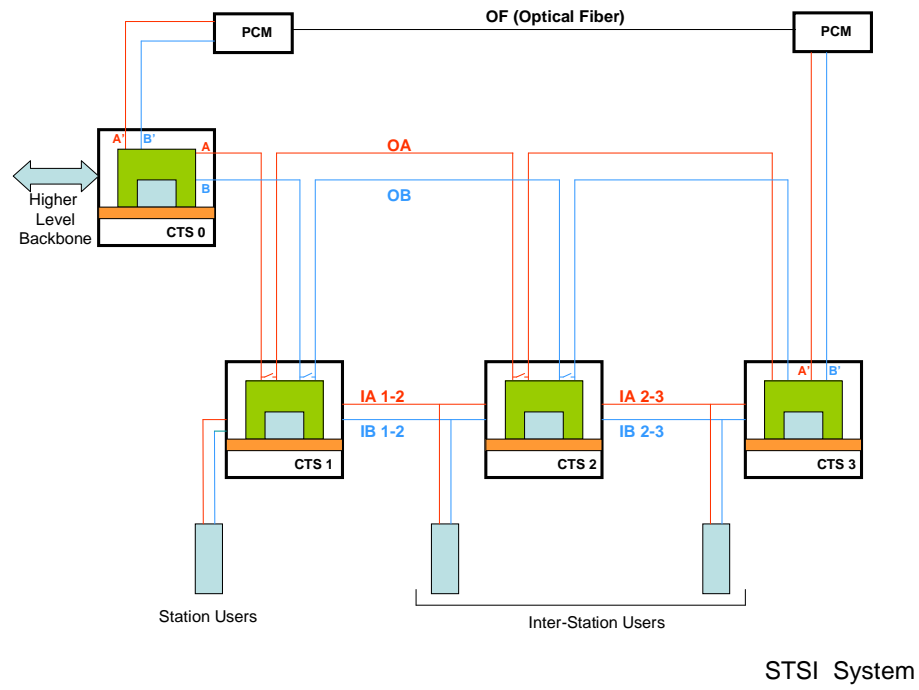 OF (Optical Fiber)
PCM
PCM
A'
B'
A
B
OA
OB
Higher
Level
Backbone
CTS 0
A'
B'
IA 1-2
IA 2-3
IB 1-2
IB 2-3
CTS 1
CTS 2
CTS 3
Station Users
Inter-Station Users
STSI System